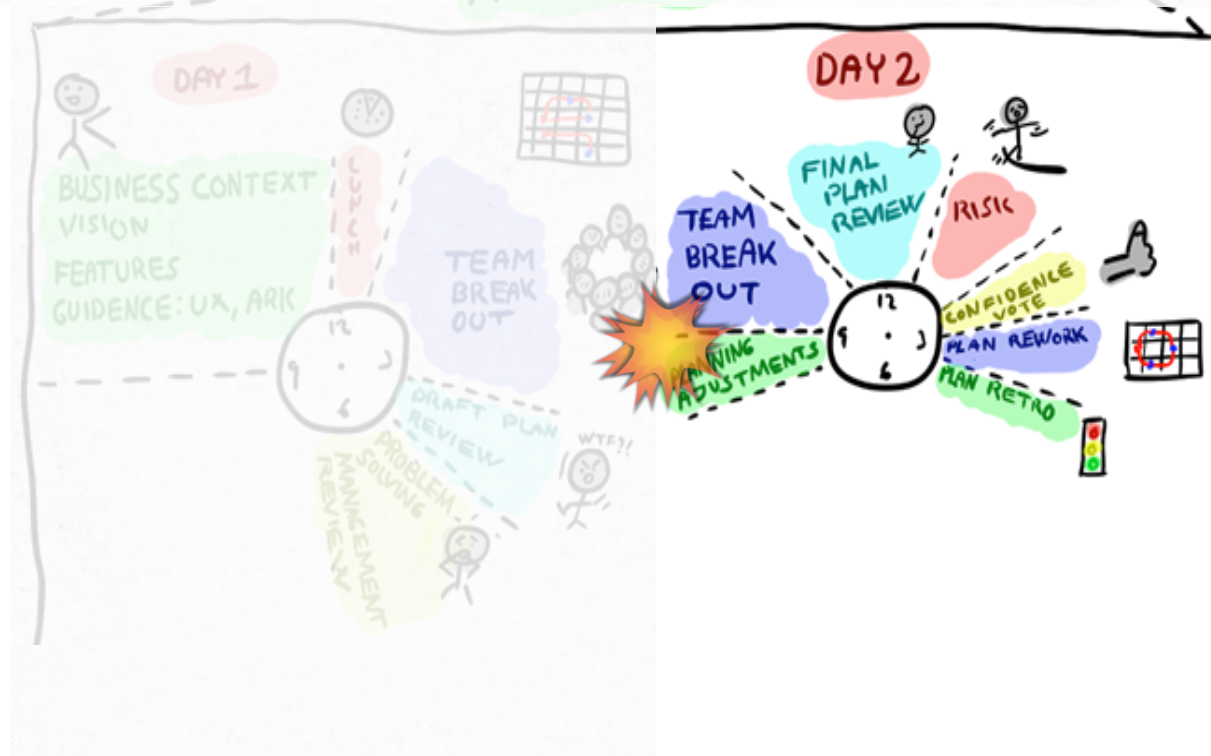 DAY 1
BUSINESS CONTEXT
VISION
FEATURES
GUIDENCE: UX, ARK
LUNCH
TEAM
BREAK
OUT
12
3
6
9
DRAFT PLAN
REVIEW
WTF?!
PROBLEM
SOLVING
MANAGEMENT
REVIEW
DAY 2
TEAM
BREAK
OUT
FINAL
PLAN
REVIEW
RISK
CONFIDENCE
VOTE
PLAN REWORK
PLAN RETRO
12
3
6
9
ADJUSTMENTS